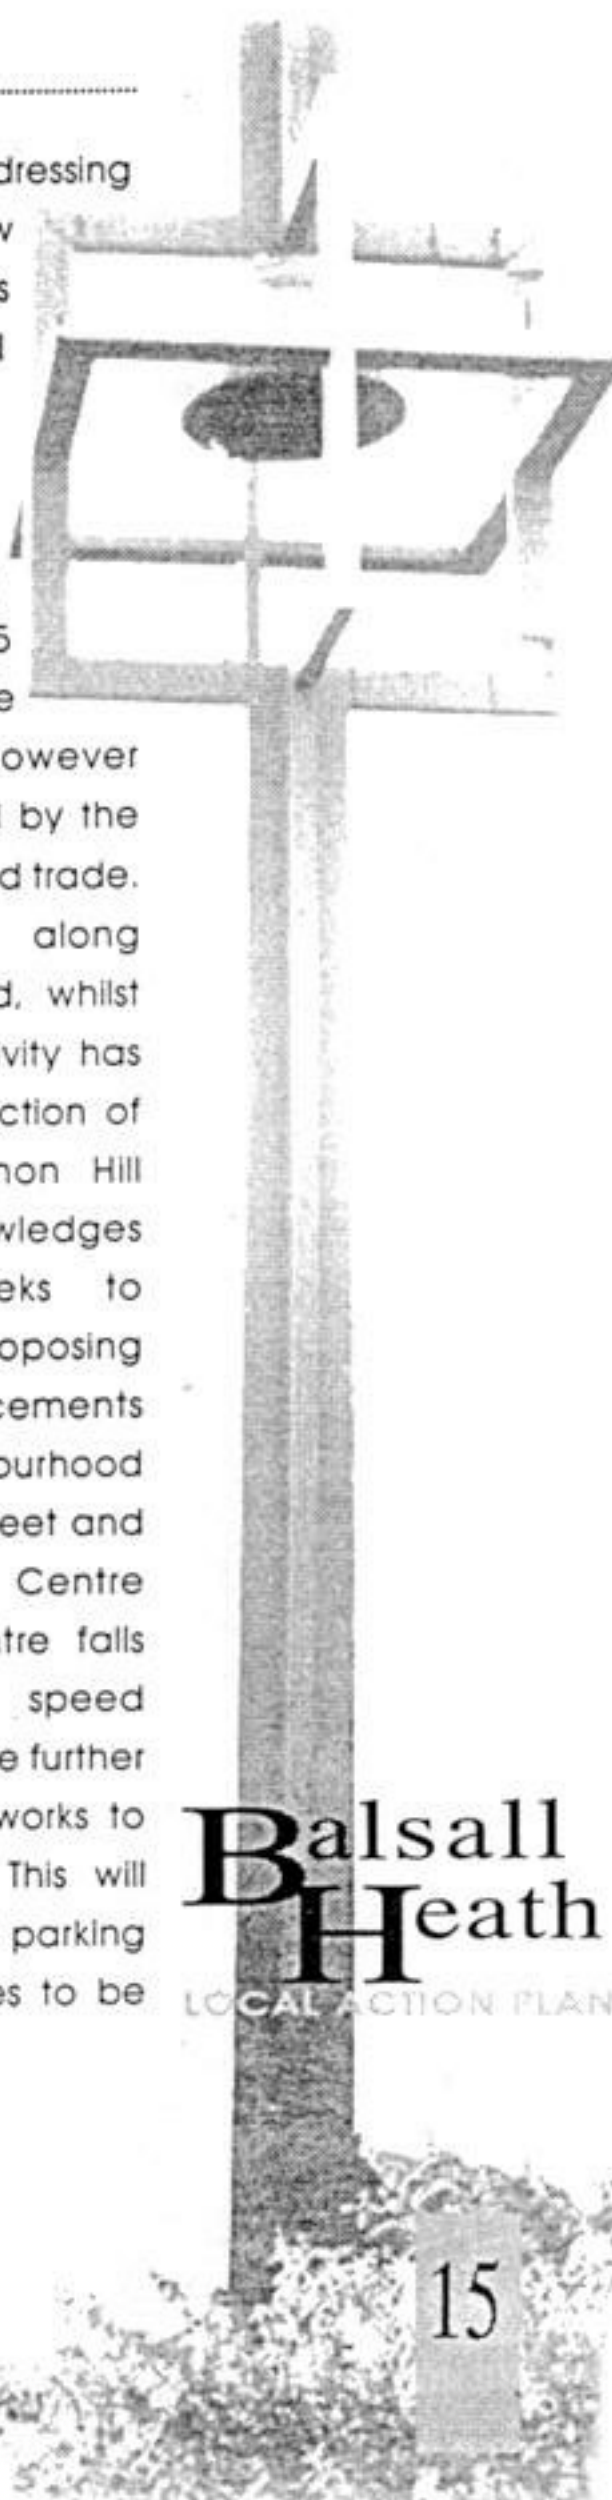 dressing
w
s
d
5
e
owever
l by the
d trade.
along
d, whilst
vity has
ction of
non Hill
wledges
eks to
oposing
cements
ourhood
eet and
Centre
tre falls
speed
e further
works to
This will
parking
es to be
Balsall
Heath
LOCAL ACTION PLAN
15